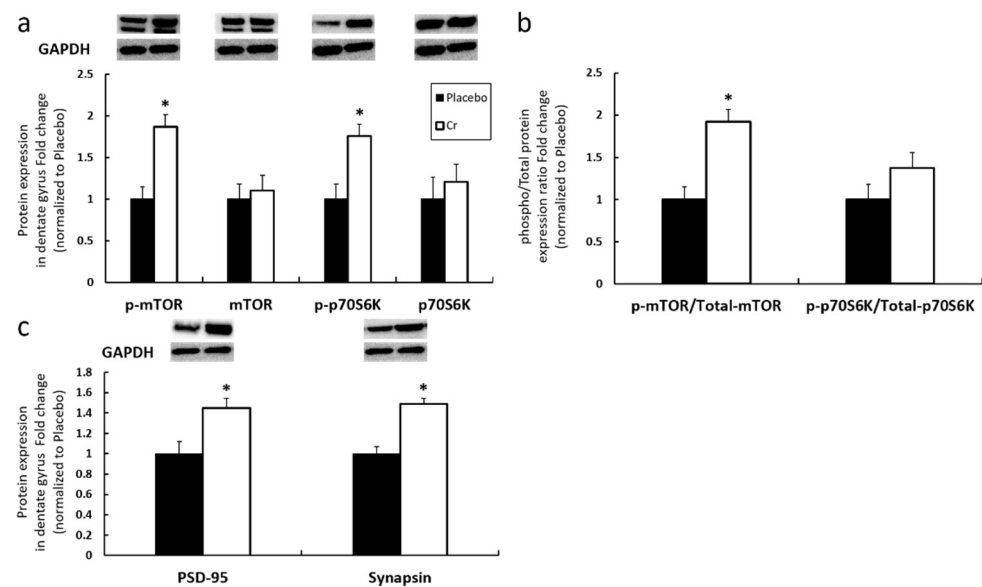 a
GAPDH
Protein expression
in dentate gyrus Fold change
(normalized to Placebo)
2.5
2
1.5
1
0.5
0
*
*
Placebo
Cr
p-mTOR mTOR p-p70S6K p70S6K
b
phospho/Total protein
expression ratio Fold change
(normalized to Placebo)
2.5
2
1.5
1
0.5
0
*
p-mTOR/Total-mTOR p-p70S6K/Total-p70S6K
c
GAPDH
Protein expression
in dentate gyrus Fold change
(normalized to Placebo)
1.8
1.6
1.4
1.2
1
0.8
0.6
0.4
0.2
0
*
*
PSD-95 Synapsin